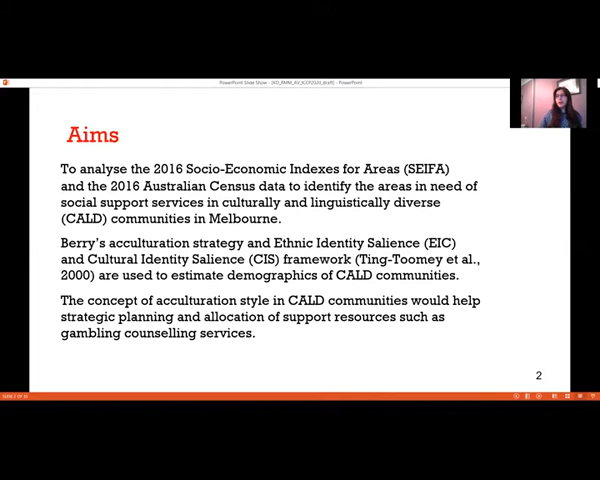 PowerPoint Slide Show - [
Aims
To analyse the 2016 Socio-Economic Indexes for Areas (SEIFA)
and the 2016 Australian Census data to identify the areas in need of
social support services in culturally and linguistically diverse
(CALD) communities in Melbourne.
Berry's acculturation strategy and Ethnic Identity Salience (EIC)
and Cultural Identity Salience (CIS) framework (Ting-Toomey et al.,
2000) are used to estimate demographics of CALD communities.
The concept of acculturation style in CALD communities would help
strategic planning and allocation of support resources such as
gambling counselling services.
2